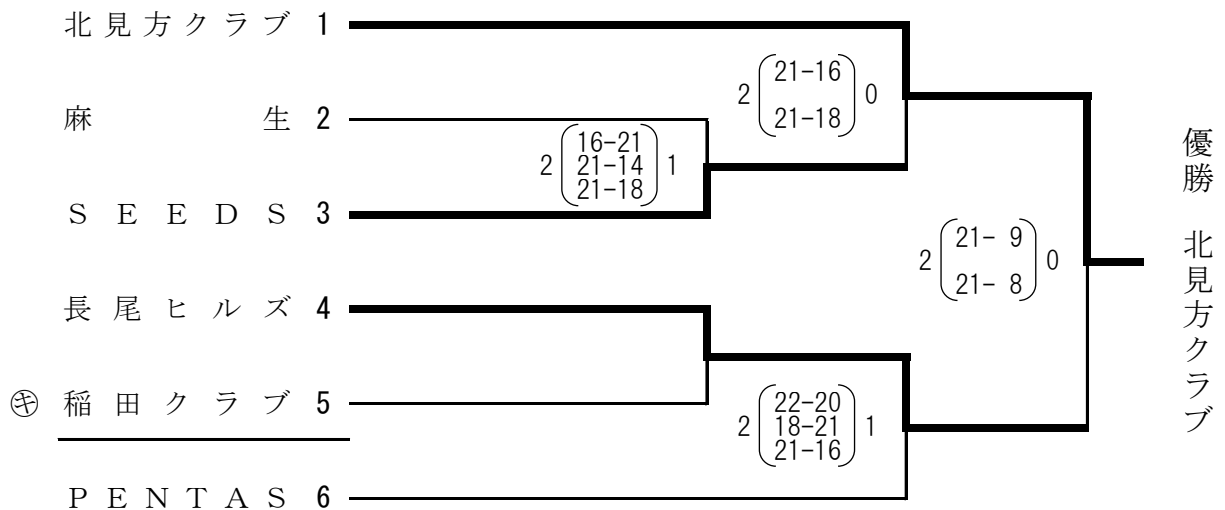 北見方クラブ 1
2 21-16 0
21-18
麻生 2
2 16-21 1
21-14
21-18
SEEDS 3
2 21- 9 0
21- 8
優勝 北見方クラブ
長尾ヒルズ 4
㋖ 稲田クラブ 5
2 22-20 1
18-21
21-16
PENTAS 6